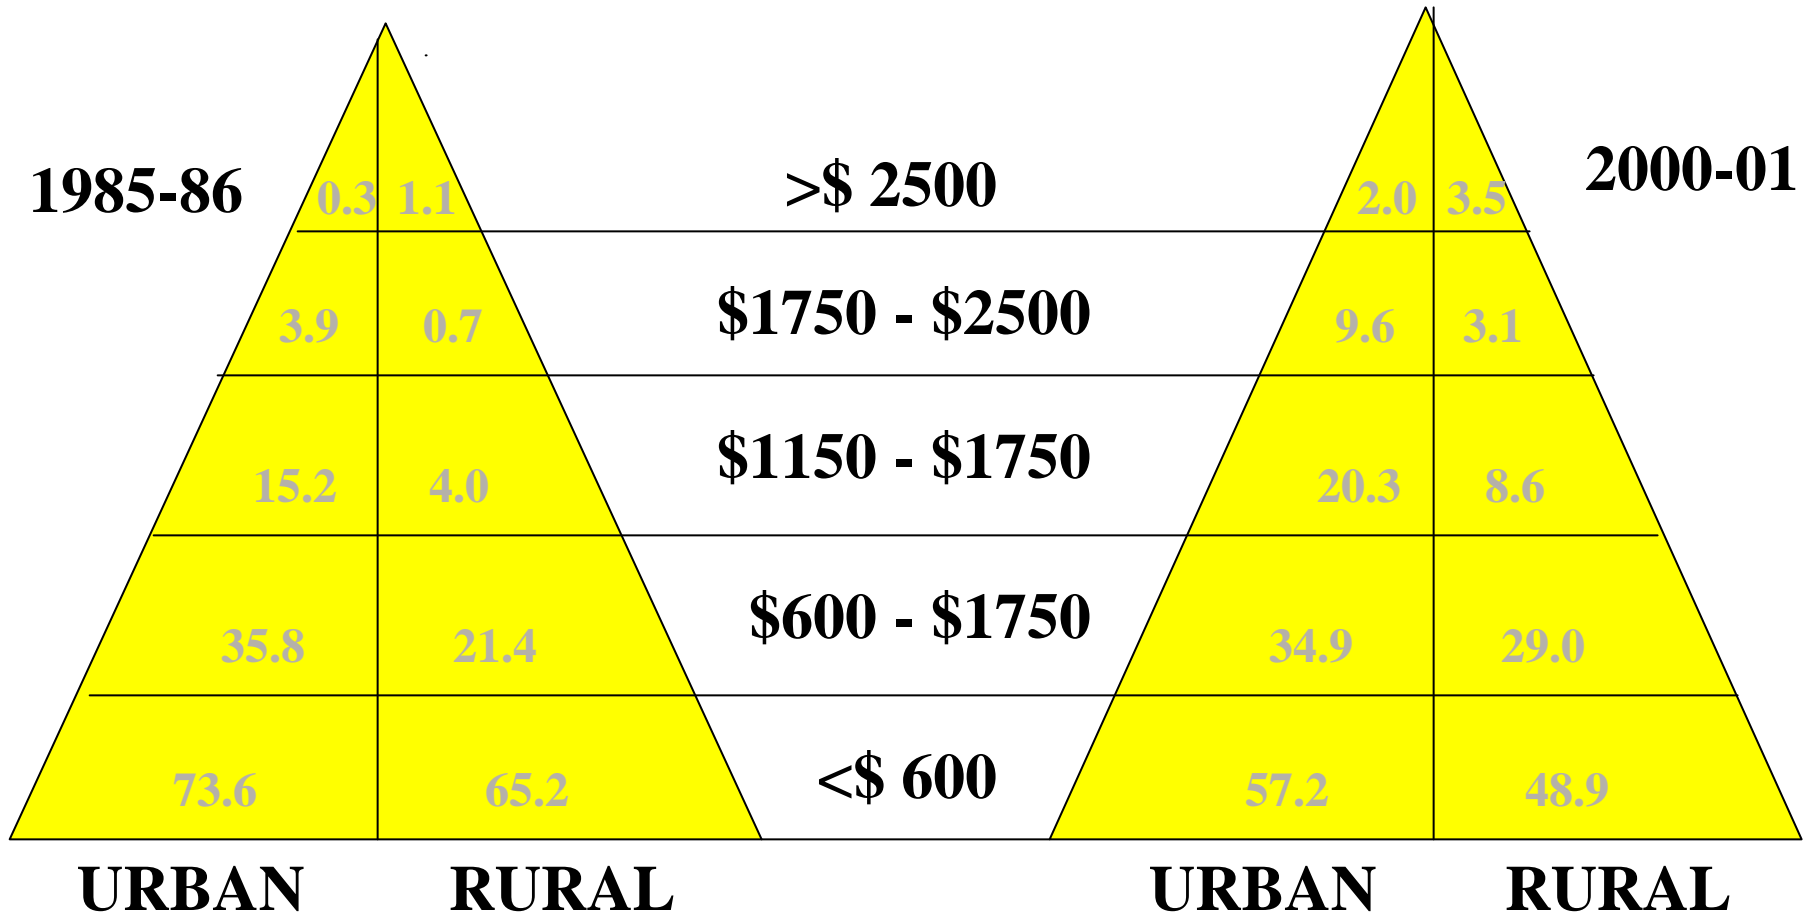 1985-86
2000-01
0.3 1.1 >$ 2500 2.0 3.5
3.9 0.7 $1750 - $2500 9.6 3.1
15.2 4.0 $1150 - $1750 20.3 8.6
35.8 21.4 $600 - $1750 34.9 29.0
73.6 65.2 <$ 600 57.2 48.9
URBAN RURAL URBAN RURAL